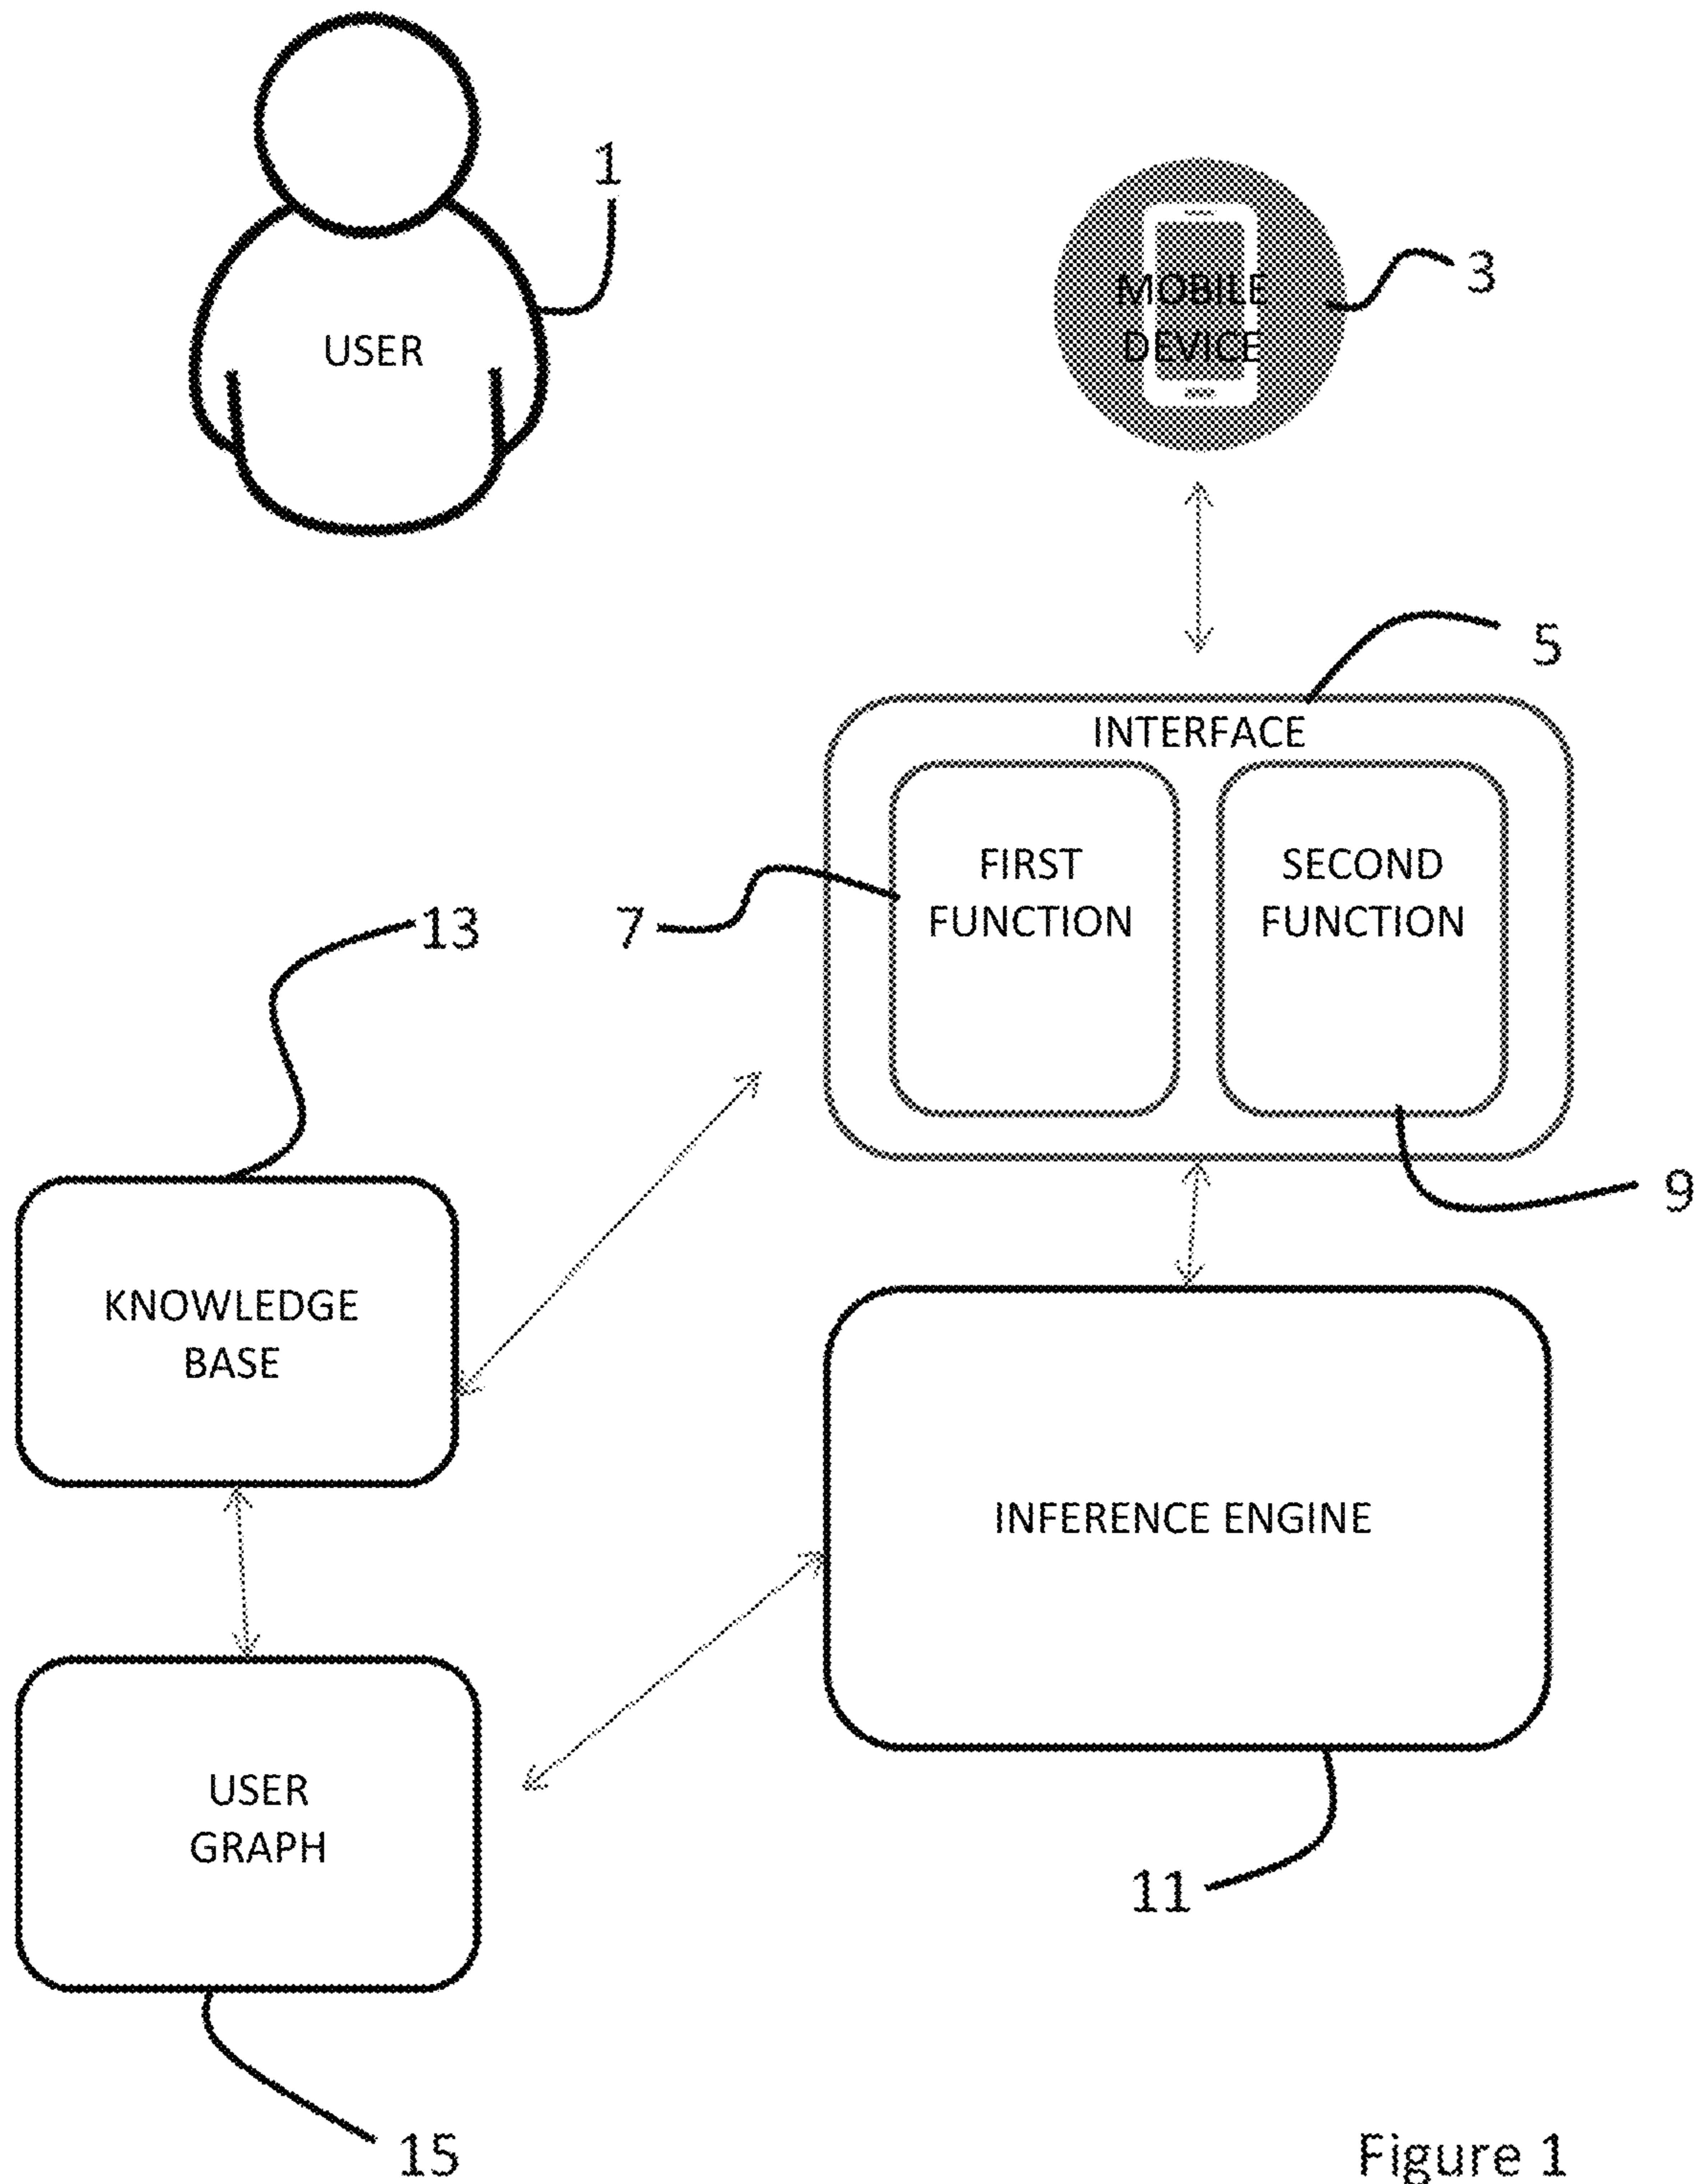 1
USER
MOBILE
DEVICE
3
5
INTERFACE
FIRST
FUNCTION
SECOND
FUNCTION
7
13
9
KNOWLEDGE
BASE
INFERENCE ENGINE
USER
GRAPH
11
15
Figure 1